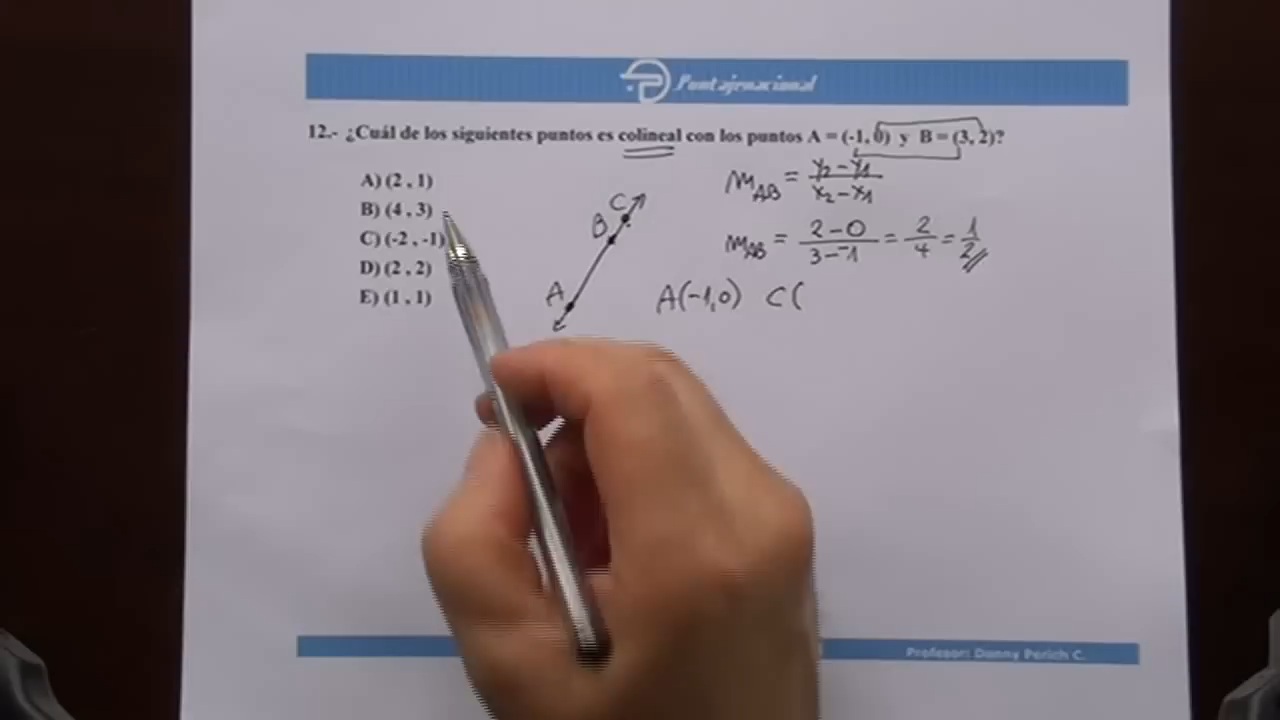 Puntajenacional
12.- ¿Cuál de los siguientes puntos es colineal con los puntos A = (-1, 0) y B = (3, 2)?
A) (2 , 1)
B) (4 , 3)
C) (-2 , -1)
D) (2 , 2)
E) (1 , 1)
C
B
A
m_AB = (y₂-y₁)/(x₂-x₁)
m_AB = (2-0)/(3--1) = 2/4 = 1/2
A(-1,0) C(
Profesor: Danny Perich C.